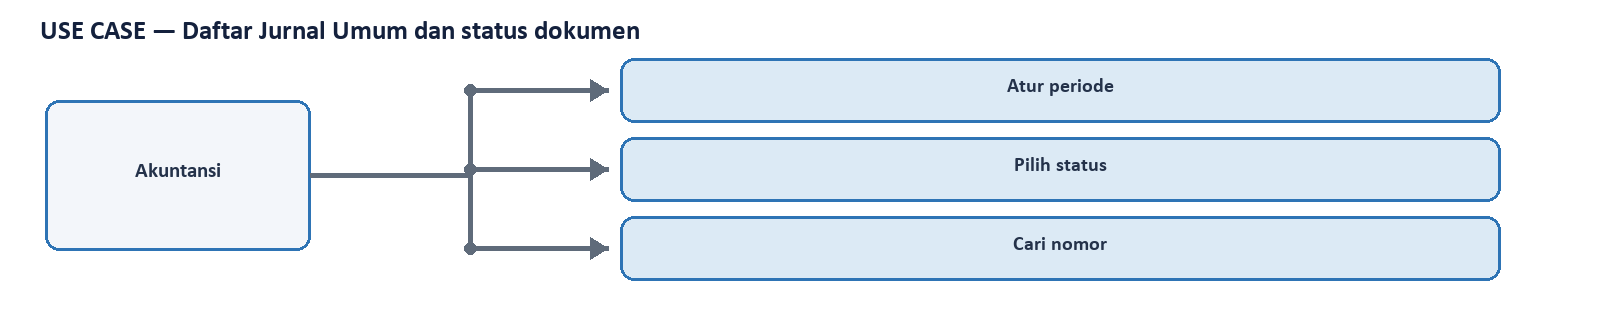 USE CASE — Daftar Jurnal Umum dan status dokumen
Akuntansi
Atur periode
Pilih status
Cari nomor